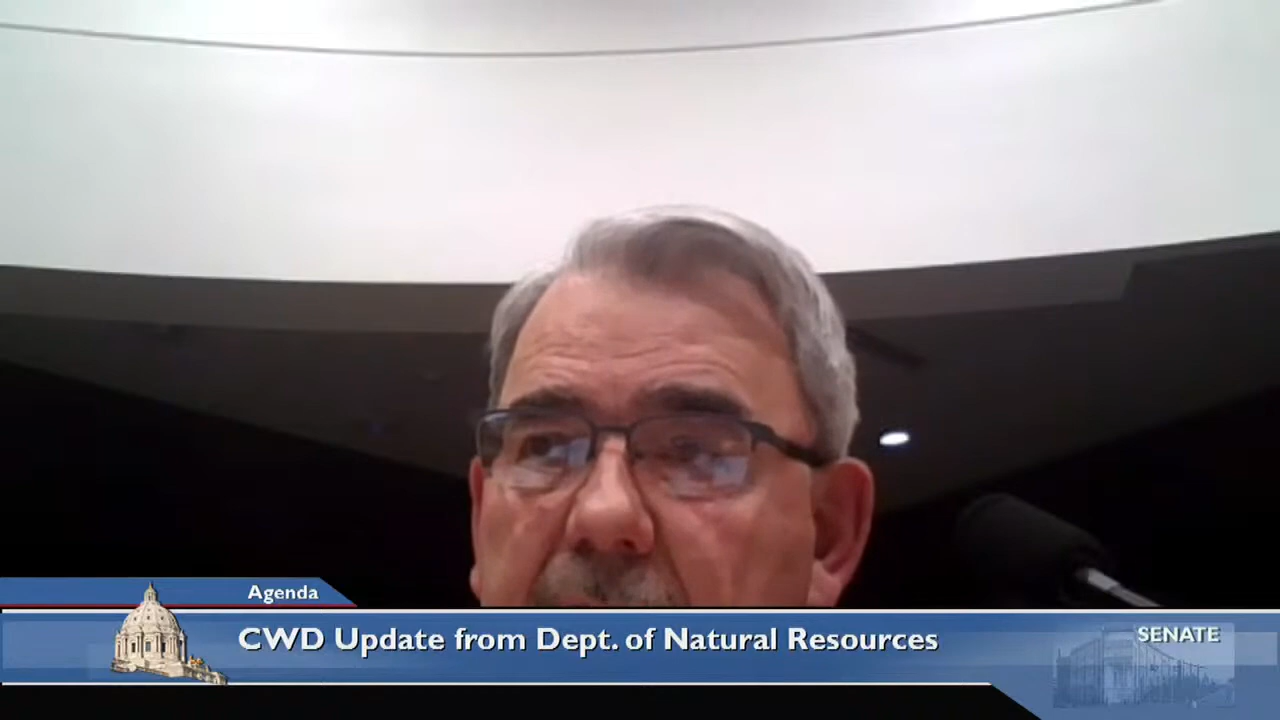 Agenda
CWD Update from Dept. of Natural Resources
SENATE